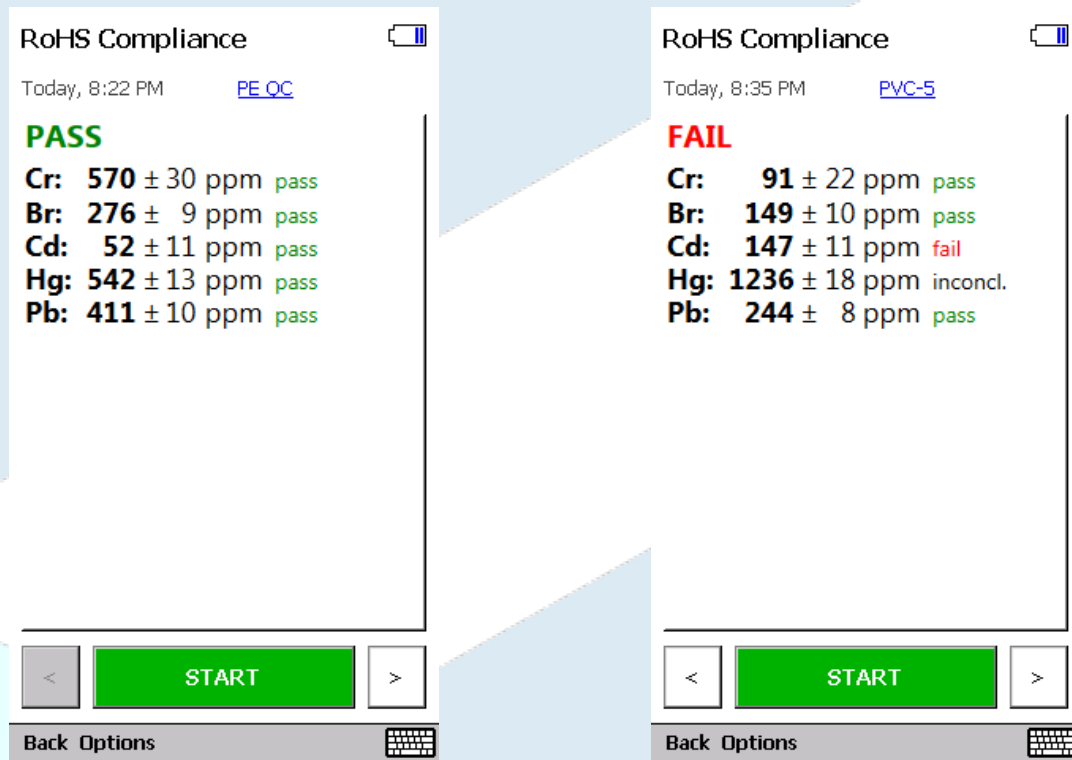 RoHS Compliance
Today, 8:22 PM PE QC
PASS
Cr: 570 ± 30 ppm pass
Br: 276 ± 9 ppm pass
Cd: 52 ± 11 ppm pass
Hg: 542 ± 13 ppm pass
Pb: 411 ± 10 ppm pass
< START >
Back Options
RoHS Compliance
Today, 8:35 PM PVC-5
FAIL
Cr: 91 ± 22 ppm pass
Br: 149 ± 10 ppm pass
Cd: 147 ± 11 ppm fail
Hg: 1236 ± 18 ppm inconcl.
Pb: 244 ± 8 ppm pass
< START >
Back Options